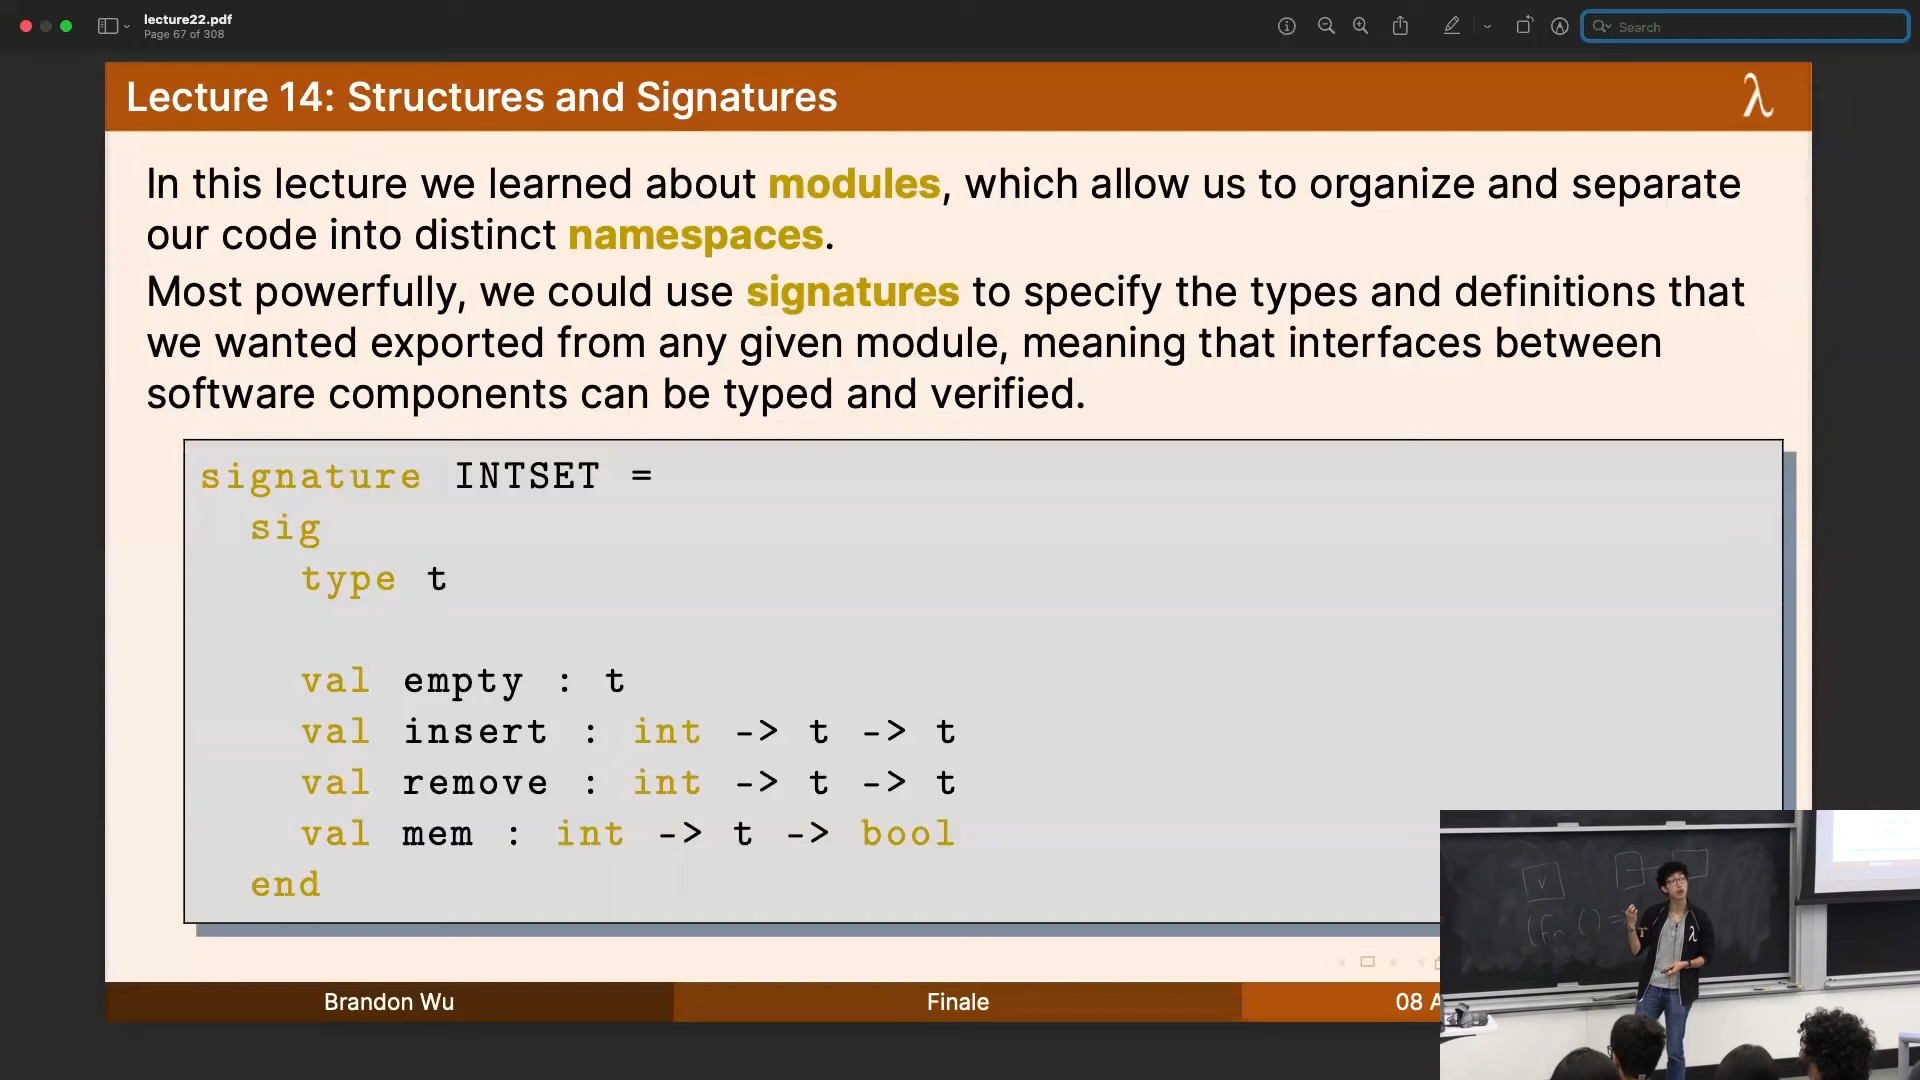 lecture22.pdf
Page 67 of 308
Search
Lecture 14: Structures and Signatures
λ
In this lecture we learned about modules, which allow us to organize and separate
our code into distinct namespaces.
Most powerfully, we could use signatures to specify the types and definitions that
we wanted exported from any given module, meaning that interfaces between
software components can be typed and verified.
signature INTSET =
sig
type t
val empty : t
val insert : int -> t -> t
val remove : int -> t -> t
val mem : int -> t -> bool
end
v
(fn () =>
λ
Brandon Wu
Finale
08 A